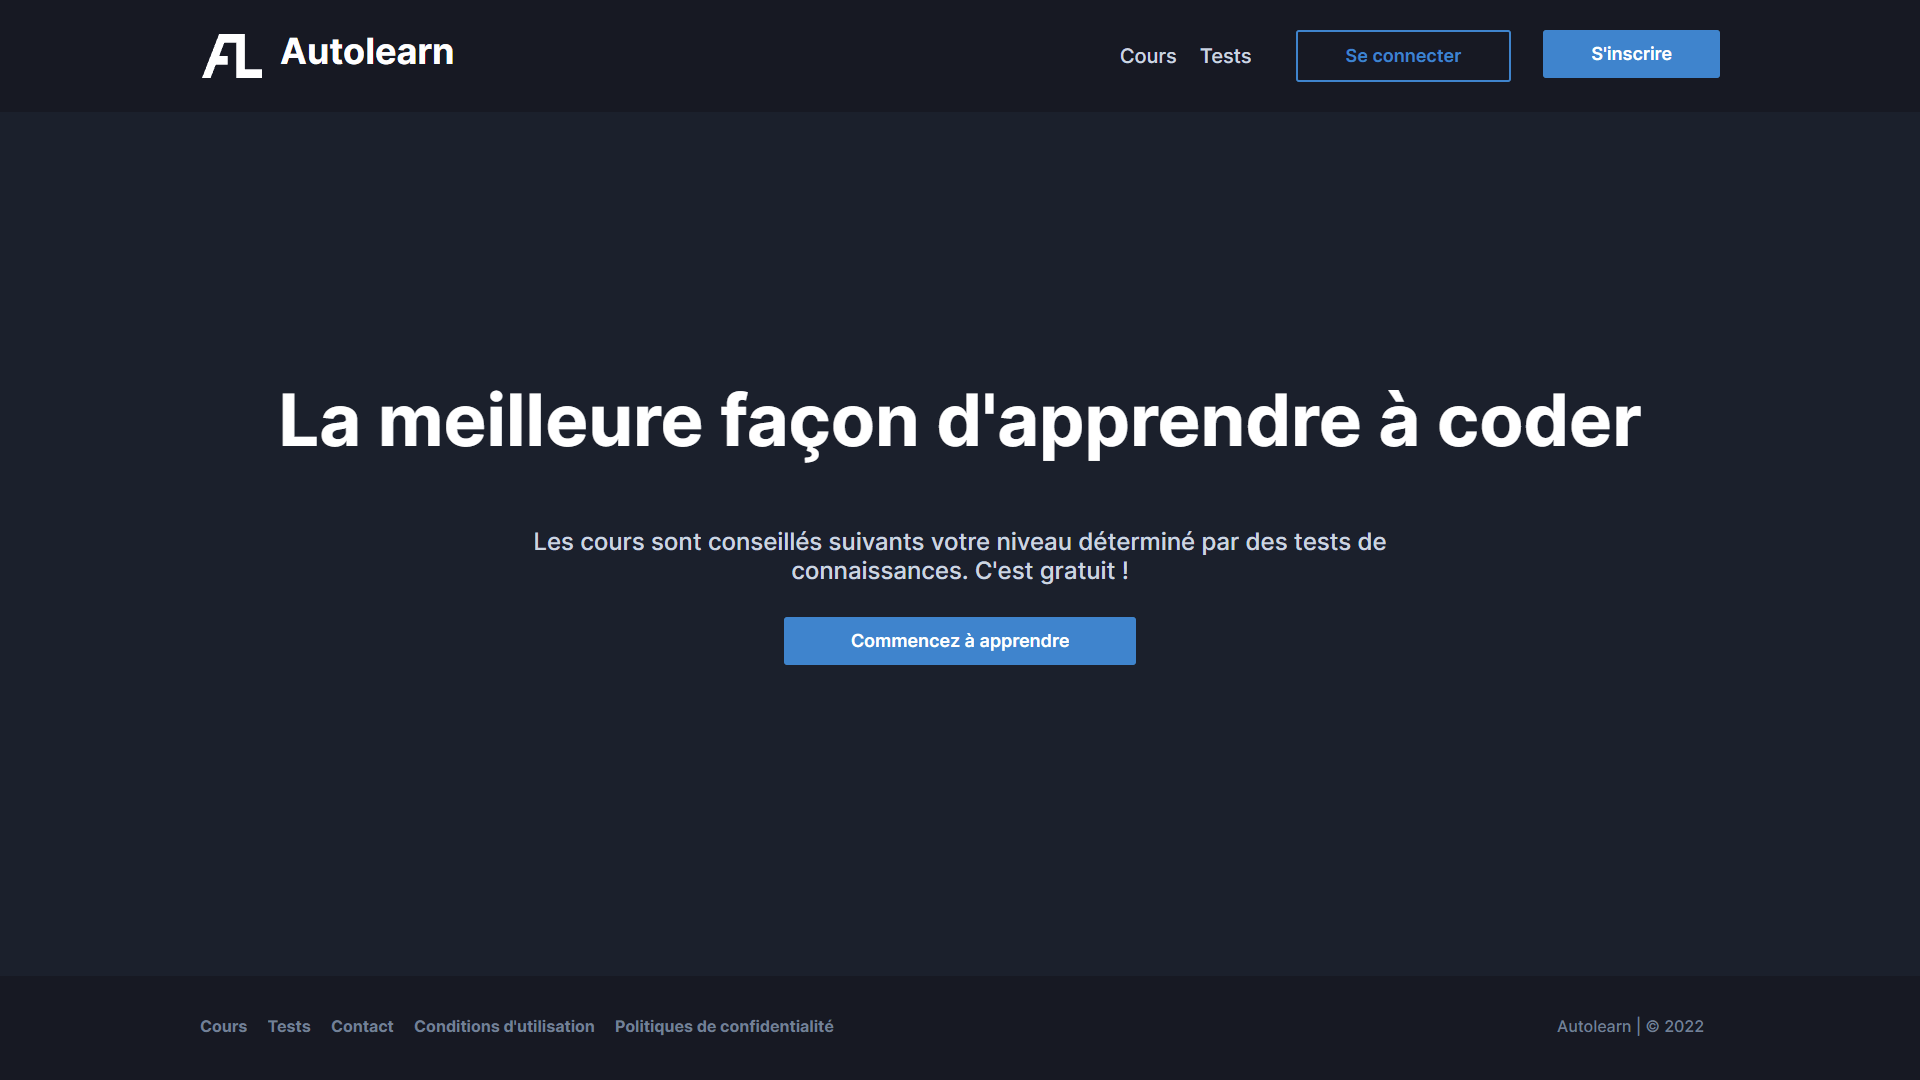 AL Autolearn
Cours Tests Se connecter S'inscrire
La meilleure façon d'apprendre à coder
Les cours sont conseillés suivants votre niveau déterminé par des tests de
connaissances. C'est gratuit !
Commencez à apprendre
Cours Tests Contact Conditions d'utilisation Politiques de confidentialité
Autolearn | © 2022